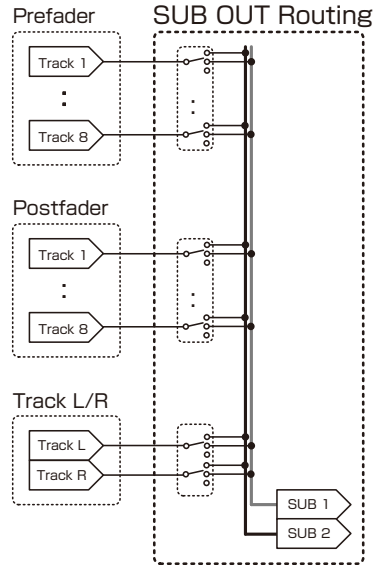 Prefader
SUB OUT Routing
Track 1
Track 8
Postfader
Track 1
Track 8
Track L/R
Track L
Track R
SUB 1
SUB 2